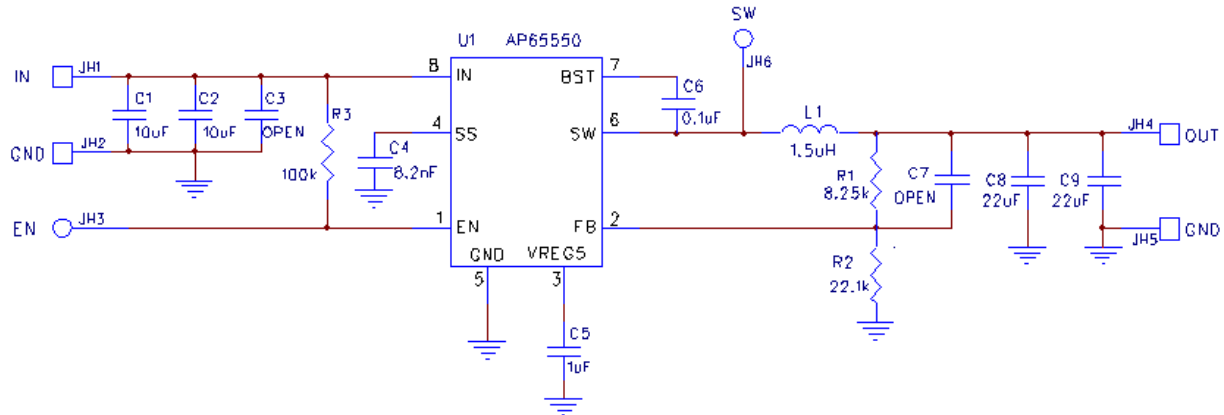 SW
U1 AP65550
JH6
IN JH1 8 IN BST 7
C1 10uF
C2 10uF
C3 OPEN
R3 100k
C6 0.1uF
4 SS SW 6
L1 1.5uH
JH4 OUT
GND JH2
C4 8.2nF
R1 8.25k
C7 OPEN
C8 22uF
C9 22uF
EN JH3 1 EN FB 2
JH5 GND
GND VREG5
5 3
R2 22.1k
C5 1uF